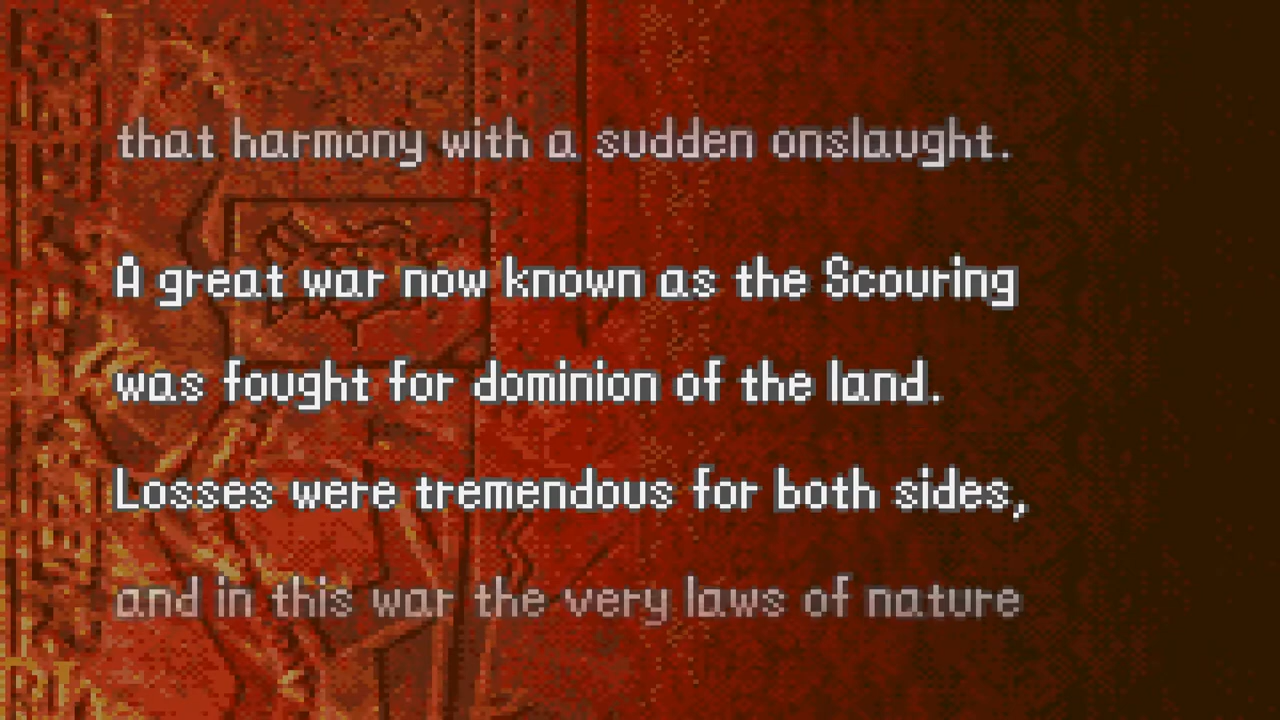 that harmony with a sudden onslaught.
A great war now known as the Scouring
was fought for dominion of the land.
Losses were tremendous for both sides,
and in this war the very laws of nature